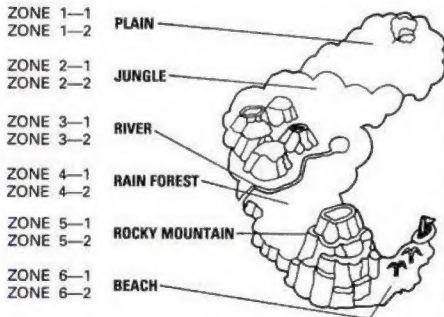 ZONE 1—1
ZONE 1—2
PLAIN
ZONE 2—1
ZONE 2—2
JUNGLE
ZONE 3—1
ZONE 3—2
RIVER
ZONE 4—1
ZONE 4—2
RAIN FOREST
ZONE 5—1
ZONE 5—2
ROCKY MOUNTAIN
ZONE 6—1
ZONE 6—2
BEACH